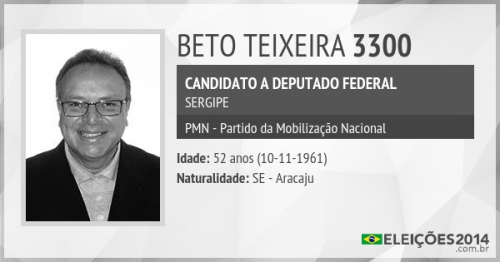 BETO TEIXEIRA 3300
CANDIDATO A DEPUTADO FEDERAL
SERGIPE
PMN - Partido da Mobilização Nacional
Idade: 52 anos (10-11-1961)
Naturalidade: SE - Aracaju
ELEIÇÕES2014
.com.br